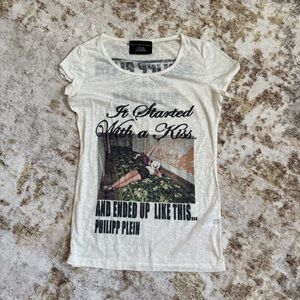 It Started
With a Kiss
AND ENDED UP LIKE THIS...
PHILIPP PLEIN